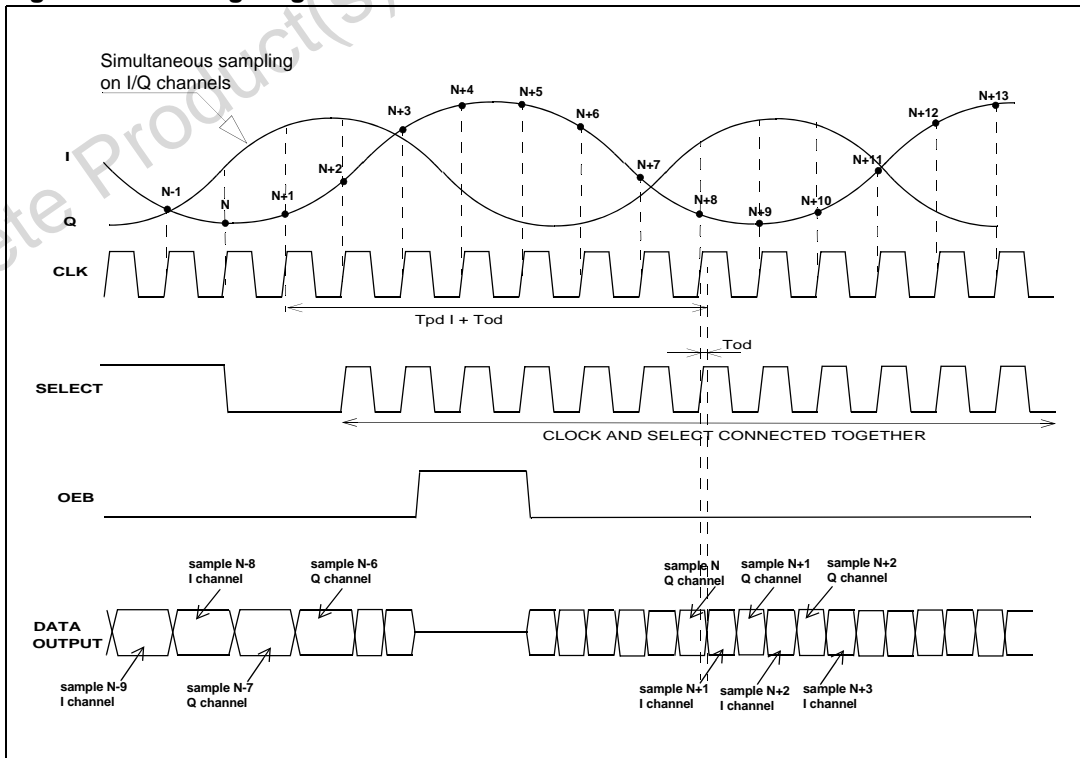 Simultaneous sampling
on I/Q channels
N+4
N+5
N+13
N+3
N+6
N+12
I
N+2
N+7
N+11
N-1
N
N+1
N+8
N+9
N+10
Q
CLK
Tpd I + Tod
Tod
SELECT
CLOCK AND SELECT CONNECTED TOGETHER
OEB
sample N-8
I channel
sample N-6
Q channel
sample N
Q channel
sample N+1
Q channel
sample N+2
Q channel
DATA
OUTPUT
sample N-9
I channel
sample N-7
Q channel
sample N+1
I channel
sample N+2
I channel
sample N+3
I channel
ete Product(s)